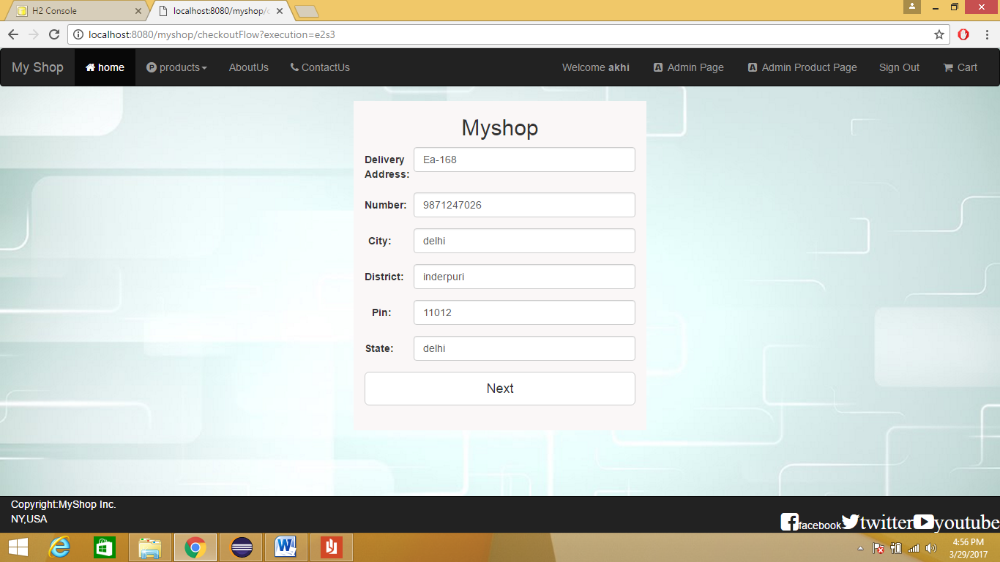 H2 Console
localhost:8080/myshop/c
localhost:8080/myshop/checkoutFlow?execution=e2s3
My Shop home products AboutUs ContactUs Welcome akhi Admin Page Admin Product Page Sign Out Cart
Myshop
Delivery Address: Ea-168
Number: 9871247026
City: delhi
District: inderpuri
Pin: 11012
State: delhi
Next
Copyright:MyShop Inc.
NY,USA
facebook twitter youtube
4:56 PM
3/29/2017